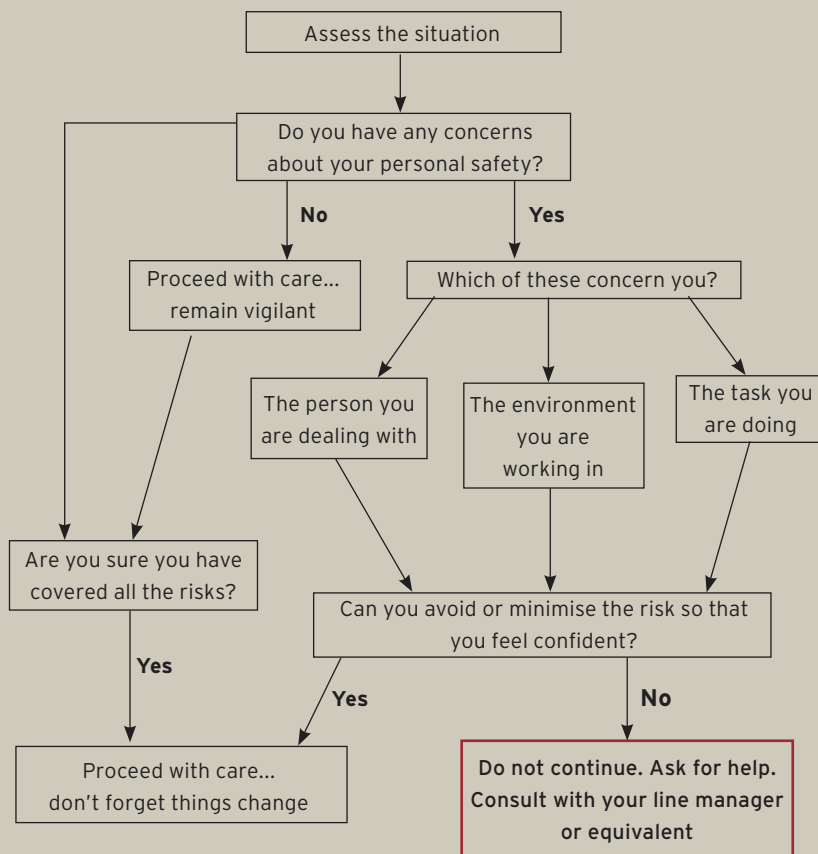 Assess the situation
Do you have any concerns
about your personal safety?
No
Yes
Proceed with care...
remain vigilant
Which of these concern you?
The person you
are dealing with
The environment
you are
working in
The task you
are doing
Are you sure you have
covered all the risks?
Can you avoid or minimise the risk so that
you feel confident?
Yes
Yes
No
Proceed with care...
don't forget things change
Do not continue. Ask for help.
Consult with your line manager
or equivalent